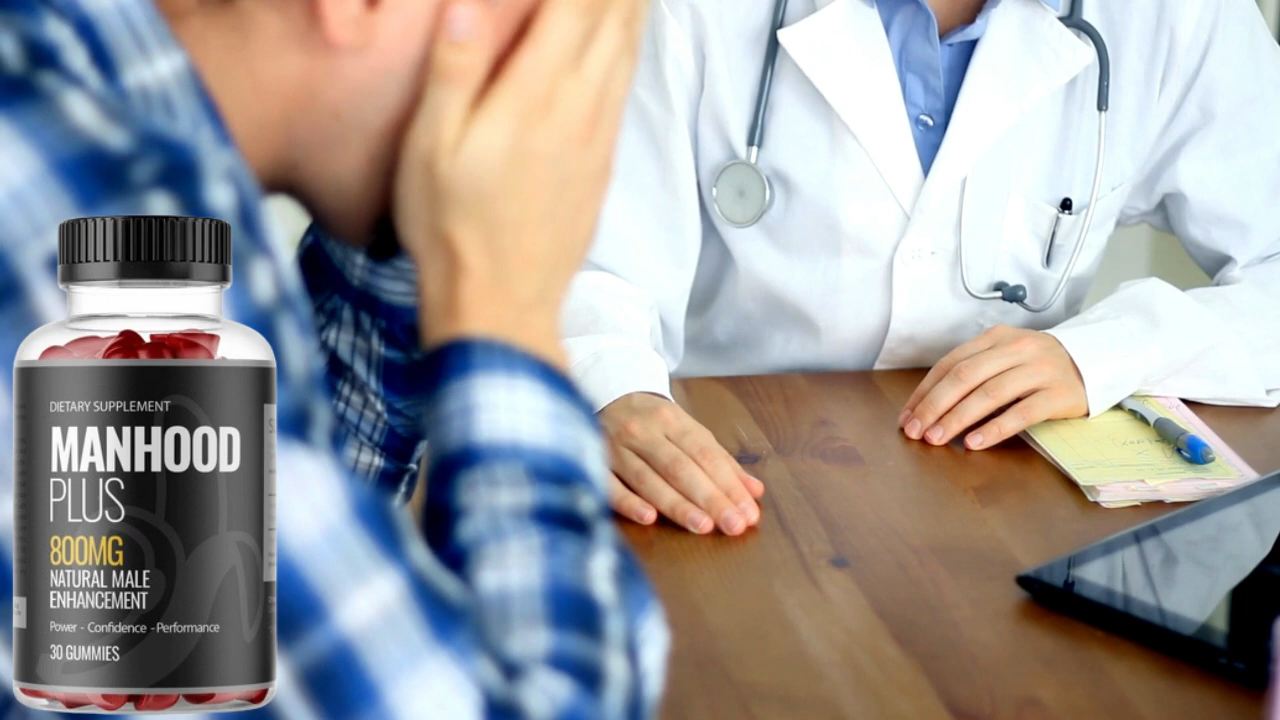 DIETARY SUPPLEMENT
MANHOOD
PLUS
800MG
NATURAL MALE
ENHANCEMENT
Power - Confidence - Performance
30 GUMMIES